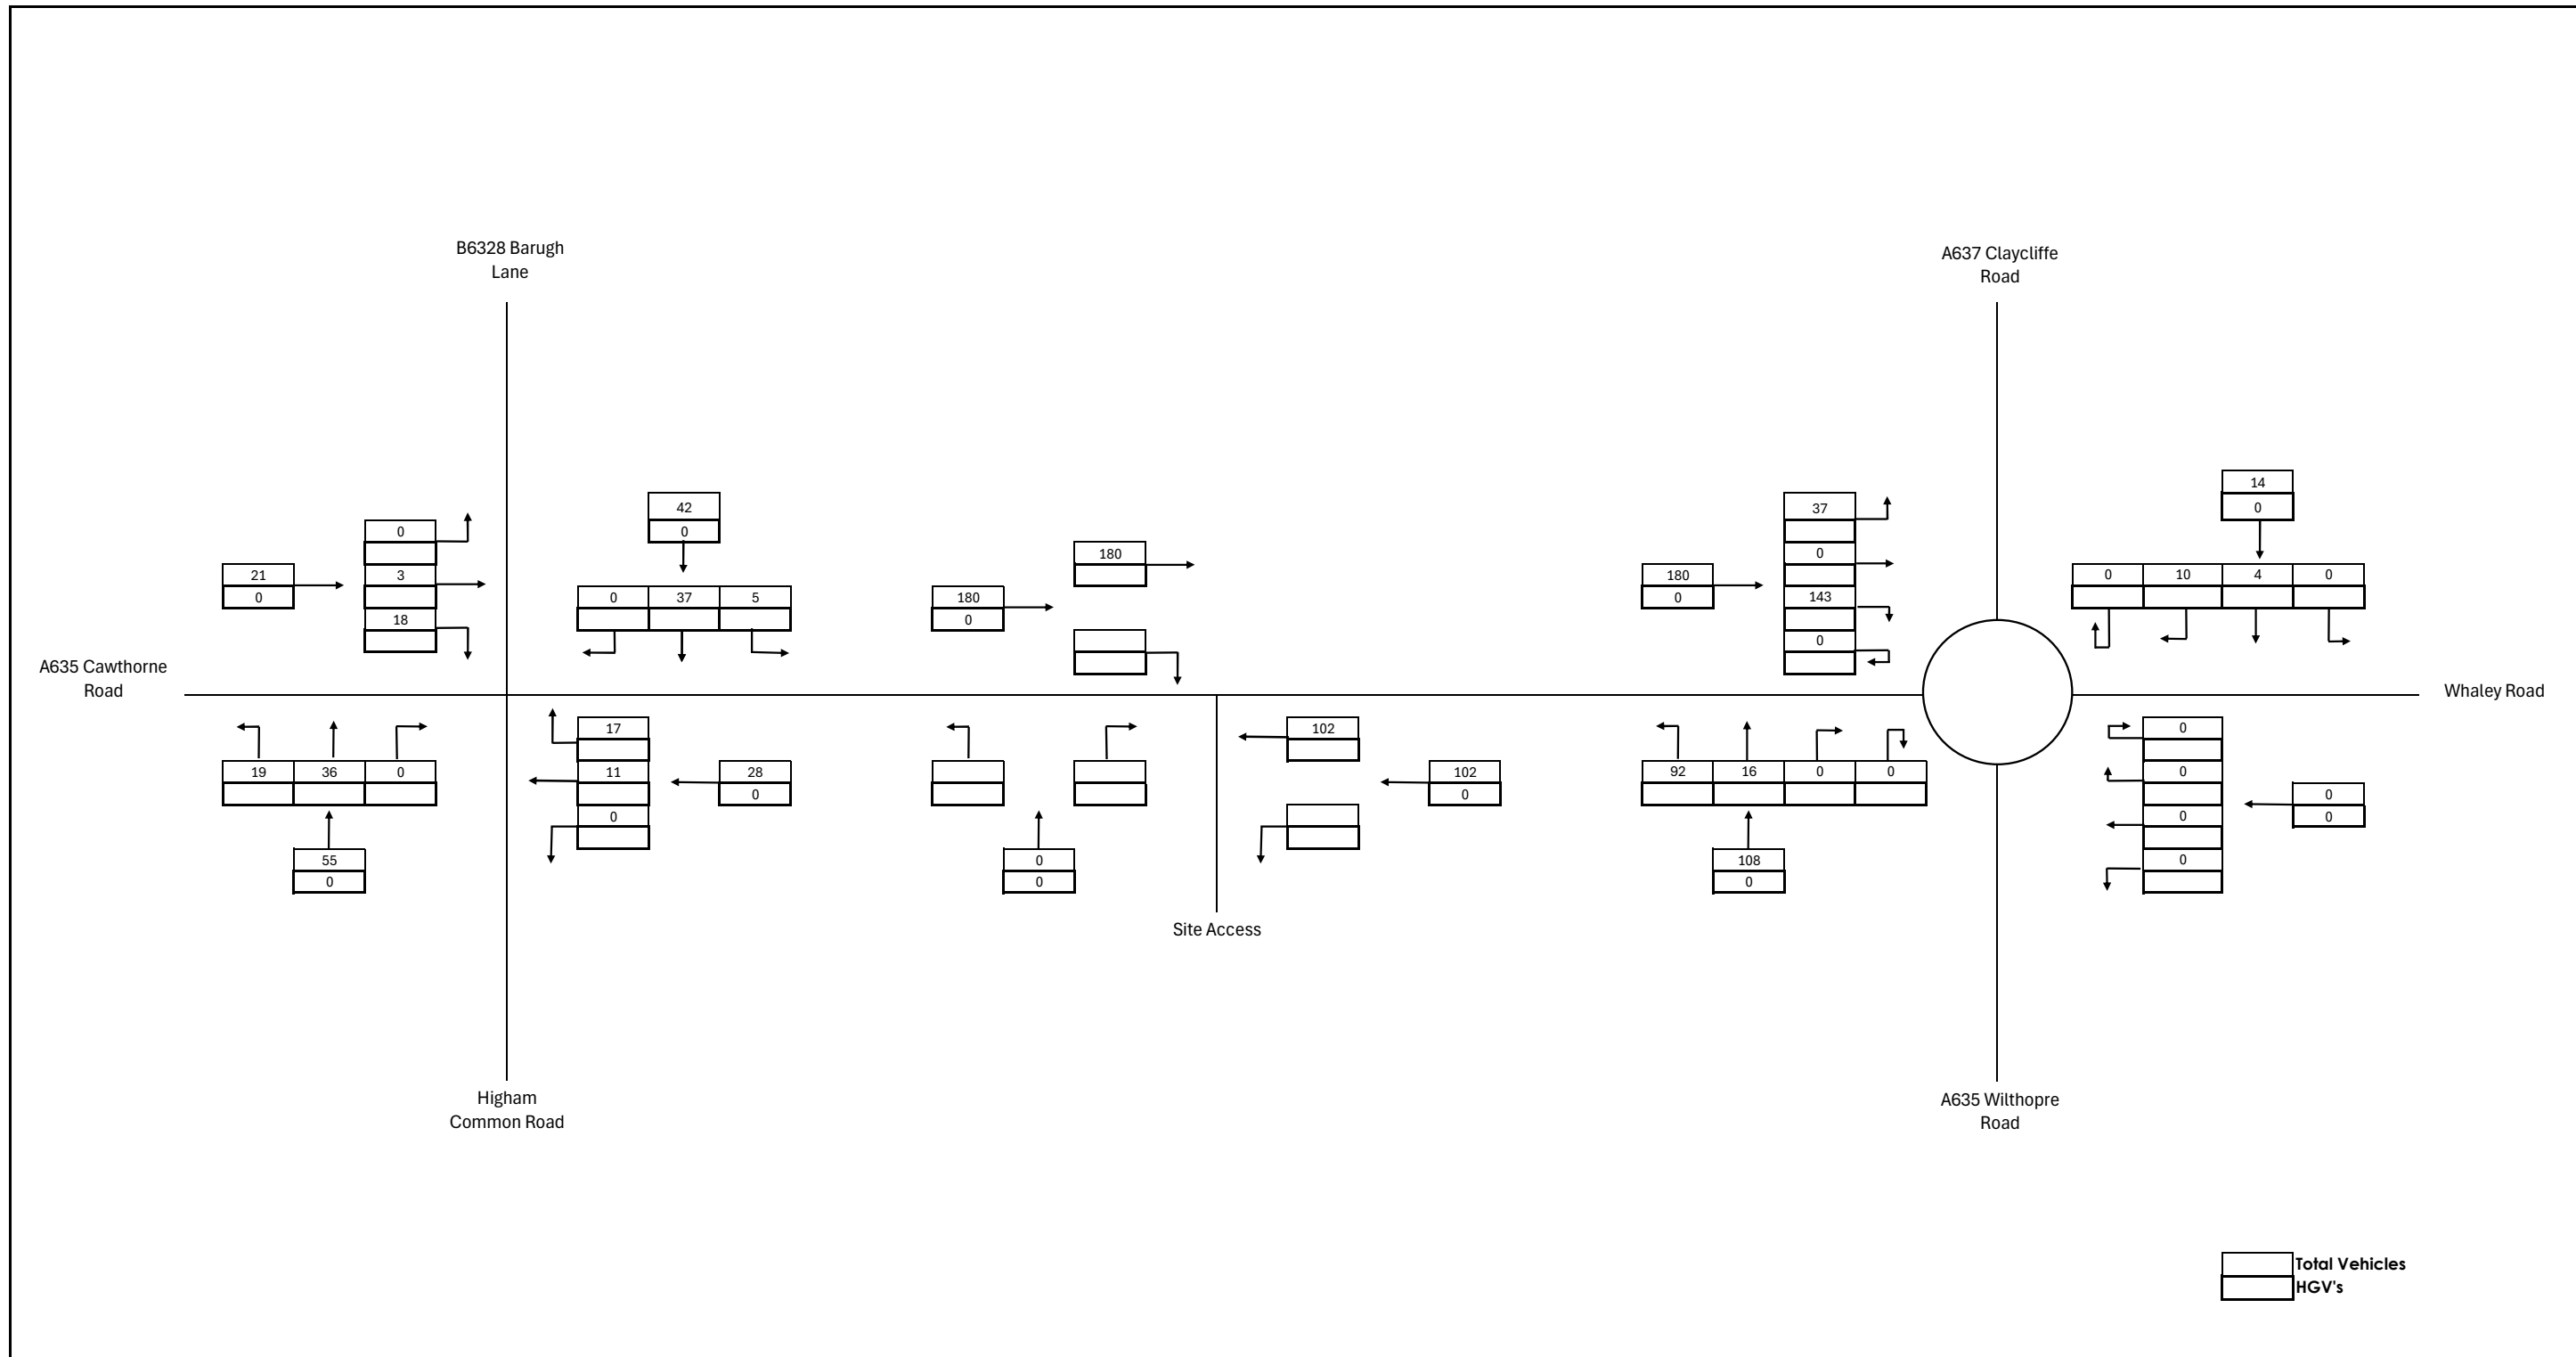 B6328 Barugh
Lane
A637 Claycliffe
Road
14
0
42
0
37
0
143
0
0
3
18
21
0
0 37 5
180
180
0
180
0
0 10 4 0
A635 Cawthorne
Road
Whaley Road
19 36 0
55
0
17
11
0
28
0
0
0
102
102
0
92 16 0 0
108
0
0
0
0
0
0
0
Site Access
Higham
Common Road
A635 Wilthopre
Road
Total Vehicles
HGV's